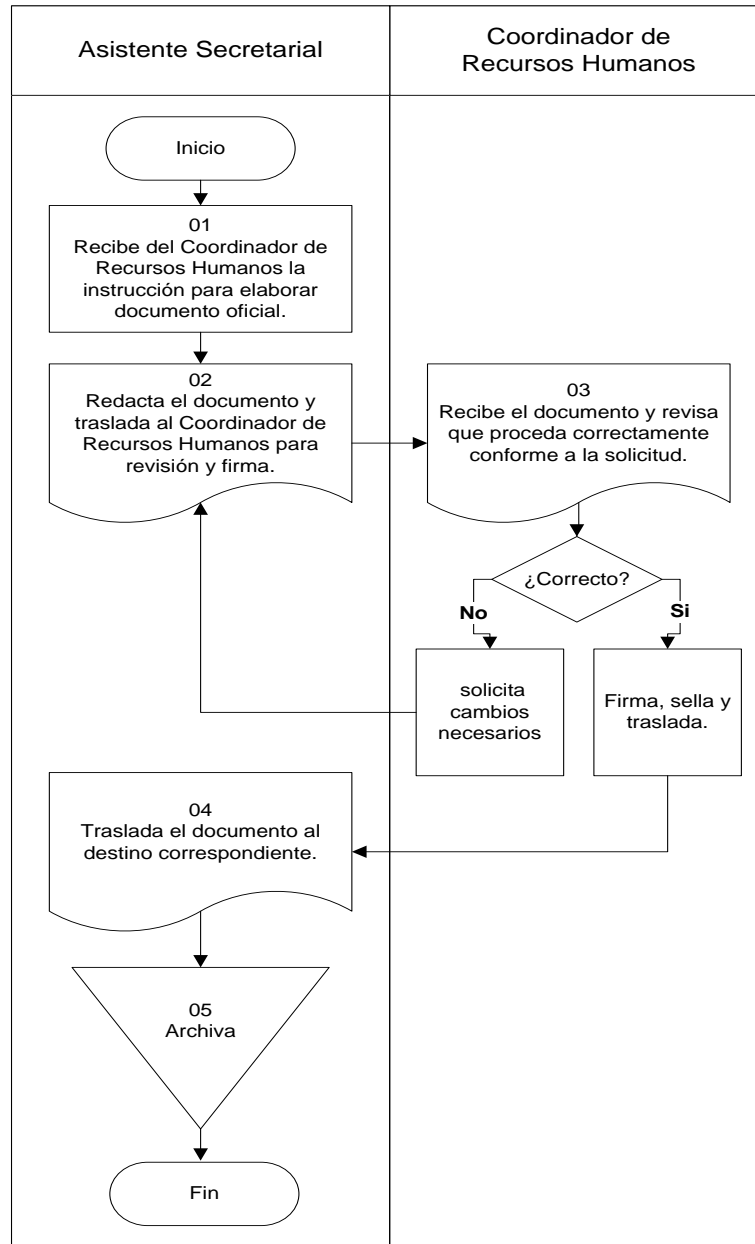 Asistente Secretarial
Coordinador de
Recursos Humanos
Inicio
01
Recibe del Coordinador de
Recursos Humanos la
instrucción para elaborar
documento oficial.
02
Redacta el documento y
traslada al Coordinador de
Recursos Humanos para
revisión y firma.
03
Recibe el documento y revisa
que proceda correctamente
conforme a la solicitud.
¿Correcto?
No
Si
solicita
cambios
necesarios
Firma, sella y
traslada.
04
Traslada el documento al
destino correspondiente.
05
Archiva
Fin